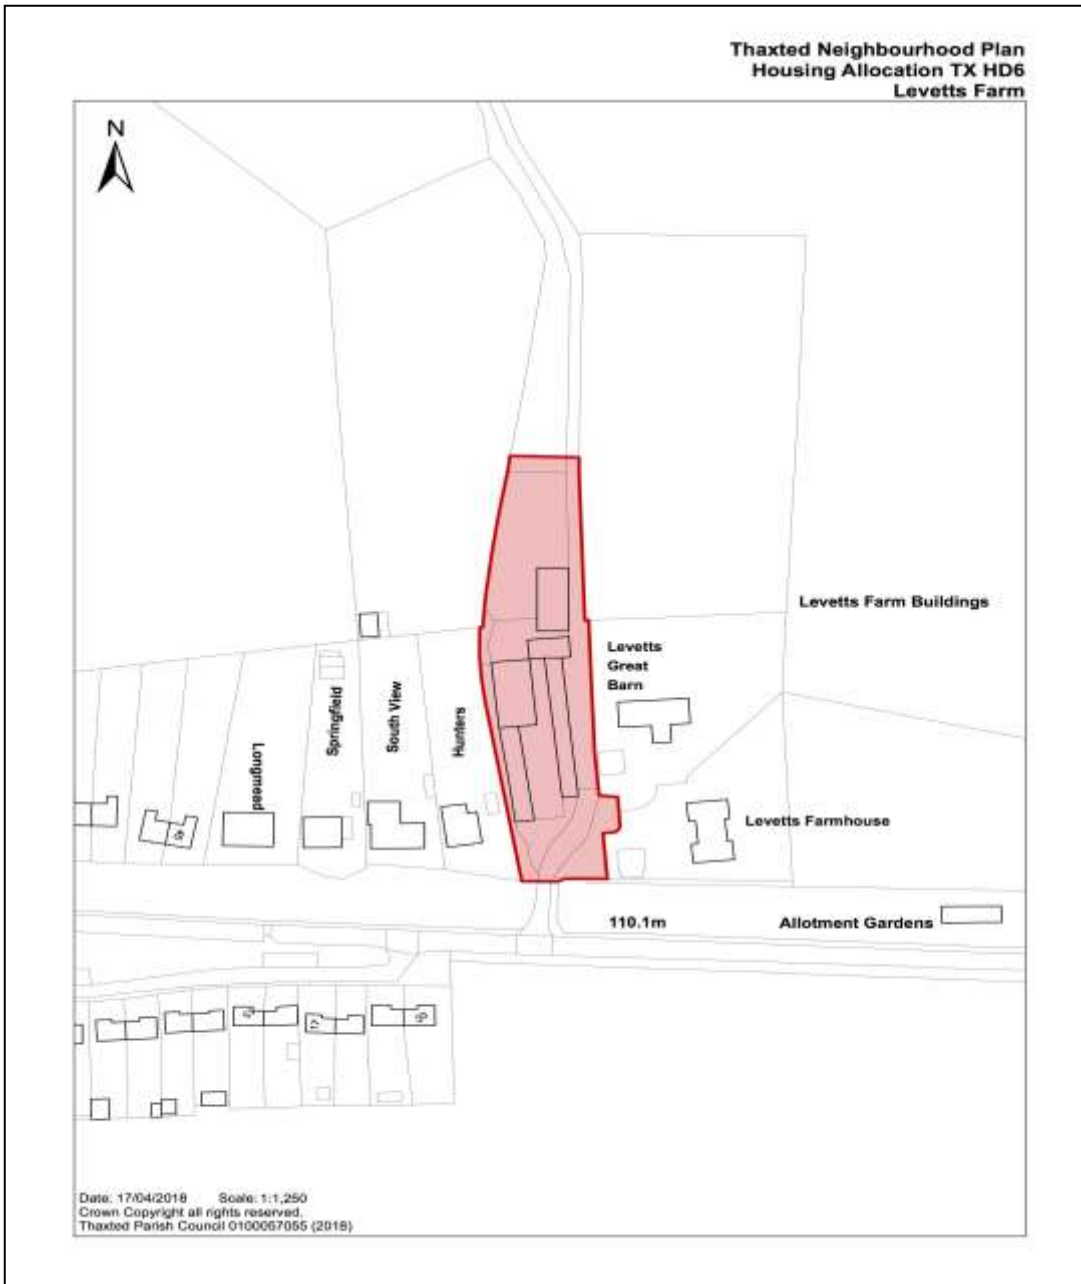 Thaxted Neighbourhood Plan
Housing Allocation TX HD6
Levetts Farm
N
Levetts Farm Buildings
Levetts
Great
Barn
Springfield
South View
Hunters
Longmead
Levetts Farmhouse
110.1m
Allotment Gardens
17
Date: 17/04/2018 Scale: 1:1,250
Crown Copyright all rights reserved,
Thaxted Parish Council 0100057055 (2018)